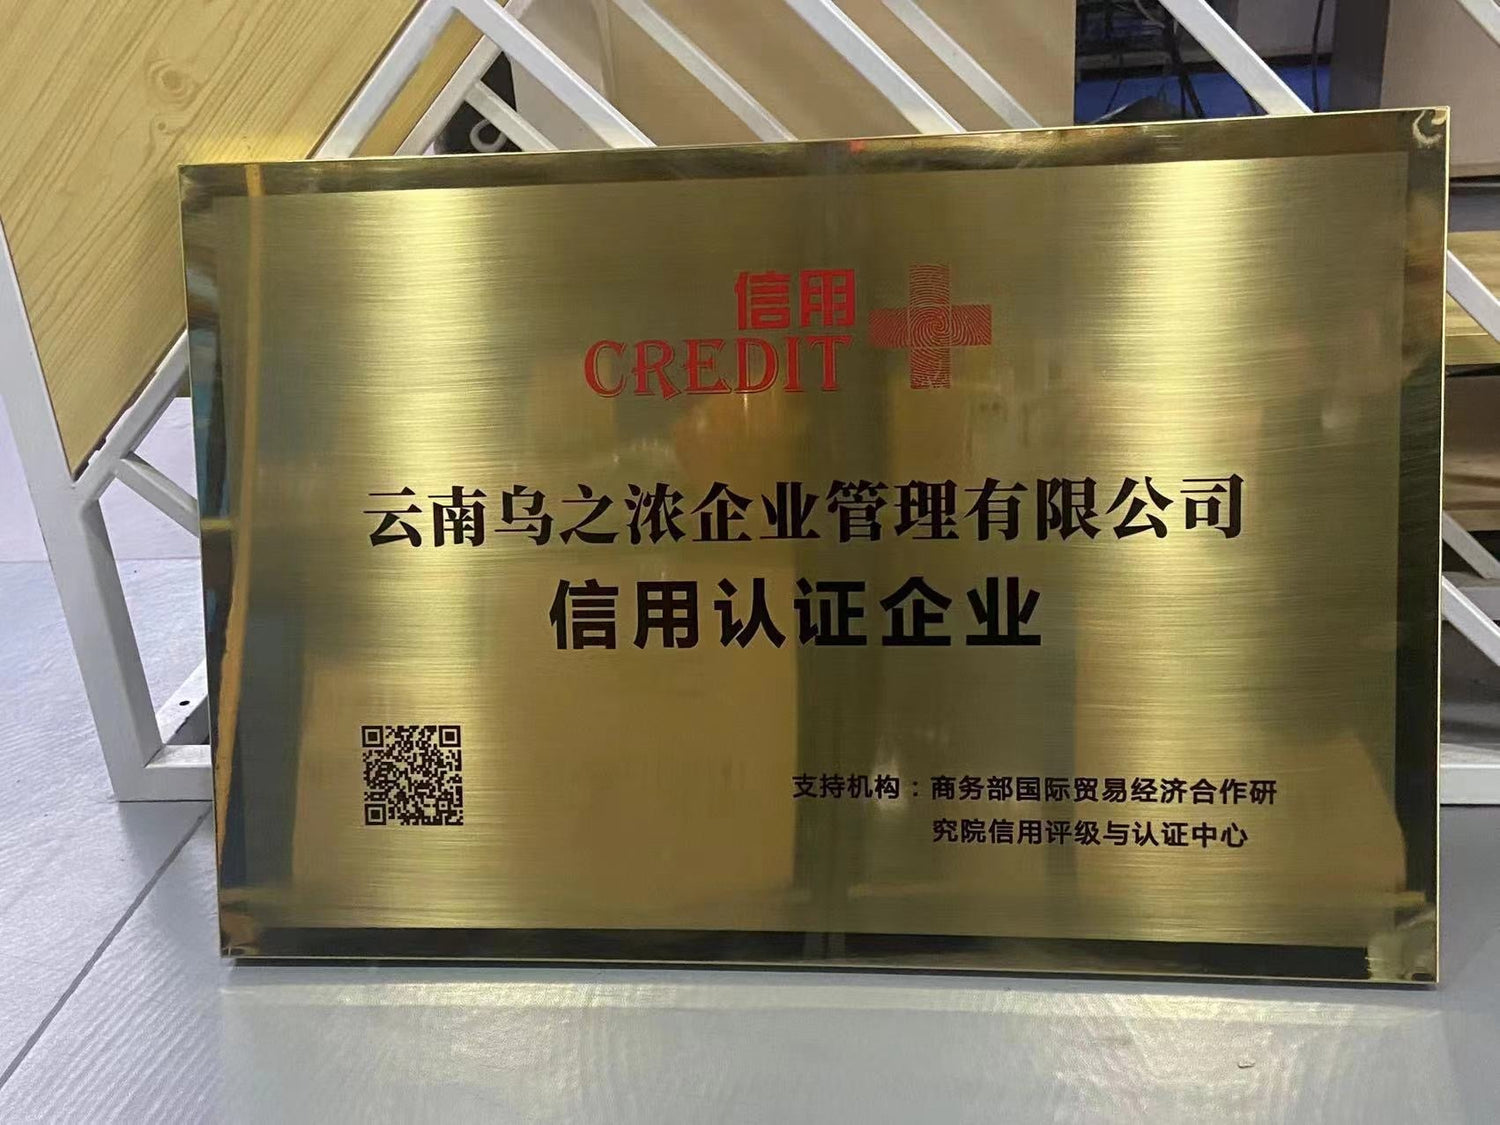 信用
CREDIT
云南乌之浓企业管理有限公司
信用认证企业
支持机构：商务部国际贸易经济合作研
究院信用评级与认证中心